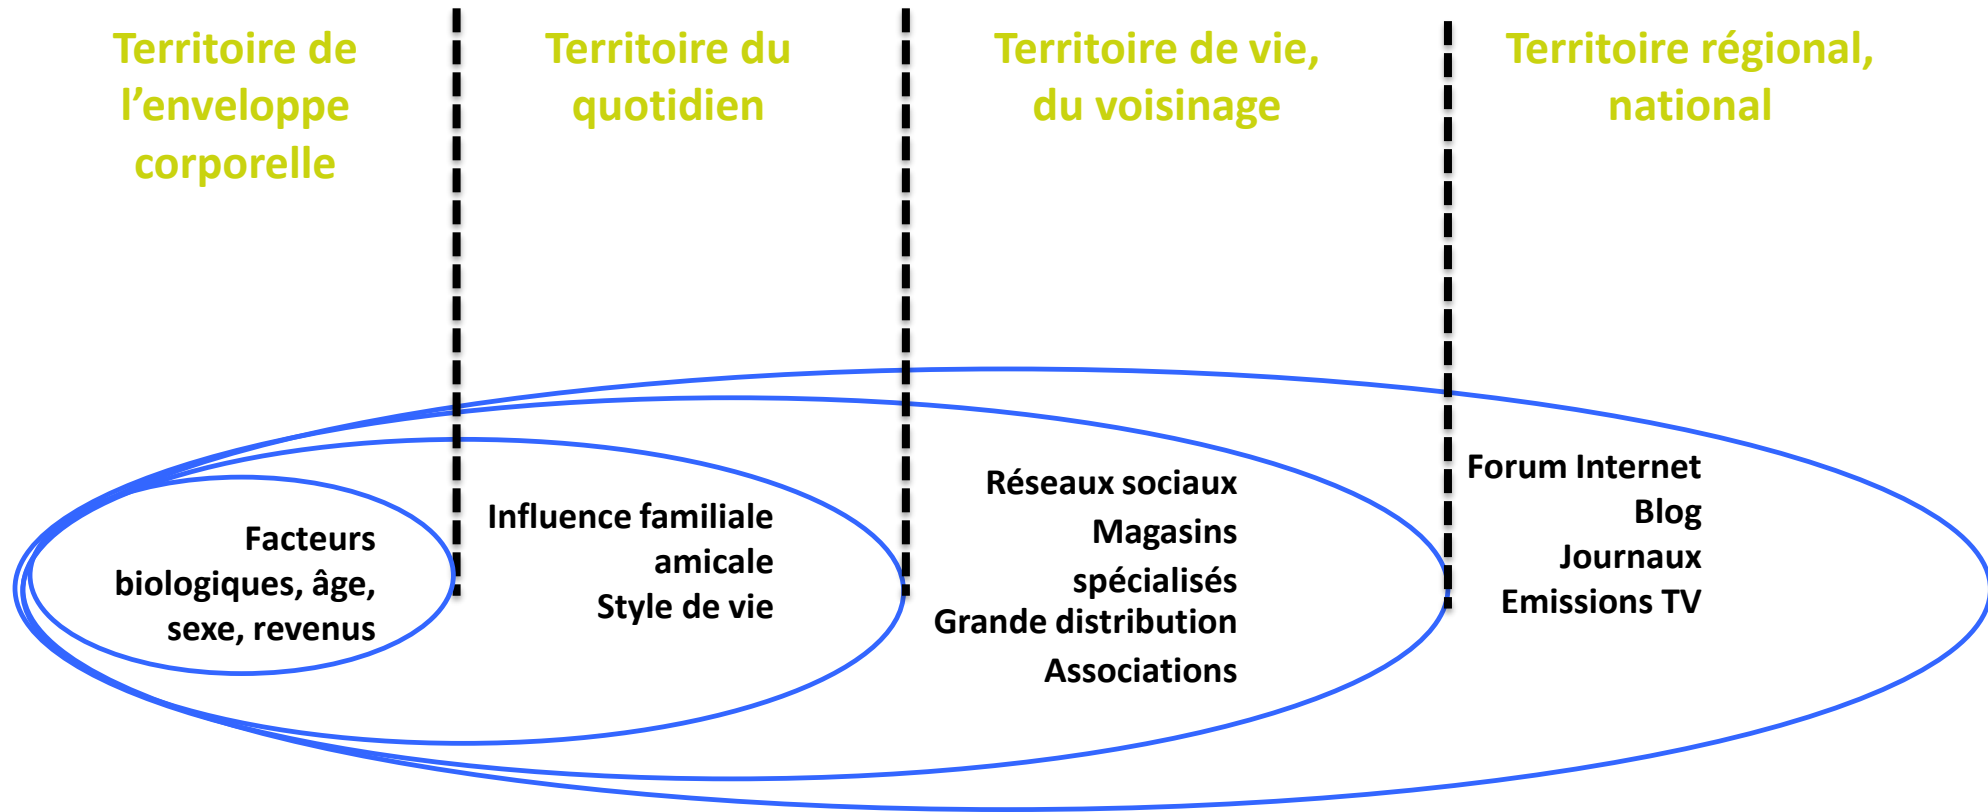 Territoire de
l’enveloppe
corporelle
Territoire du
quotidien
Territoire de vie,
du voisinage
Territoire régional,
national
Facteurs
biologiques, âge,
sexe, revenus
Influence familiale
amicale
Style de vie
Réseaux sociaux
Magasins
spécialisés
Grande distribution
Associations
Forum Internet
Blog
Journaux
Emissions TV